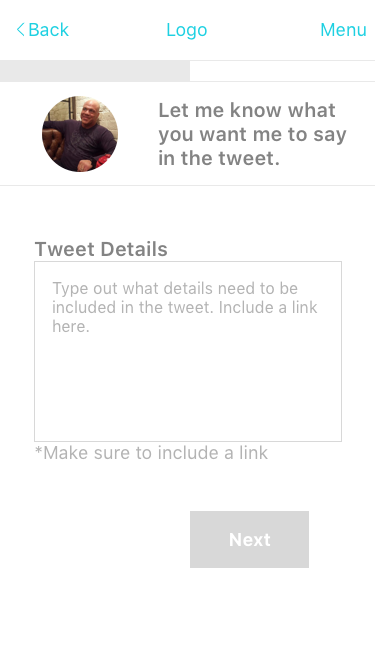 Back Logo Menu
Let me know what
you want me to say
in the tweet.
Tweet Details
Type out what details need to be
included in the tweet. Include a link
here.
*Make sure to include a link
Next